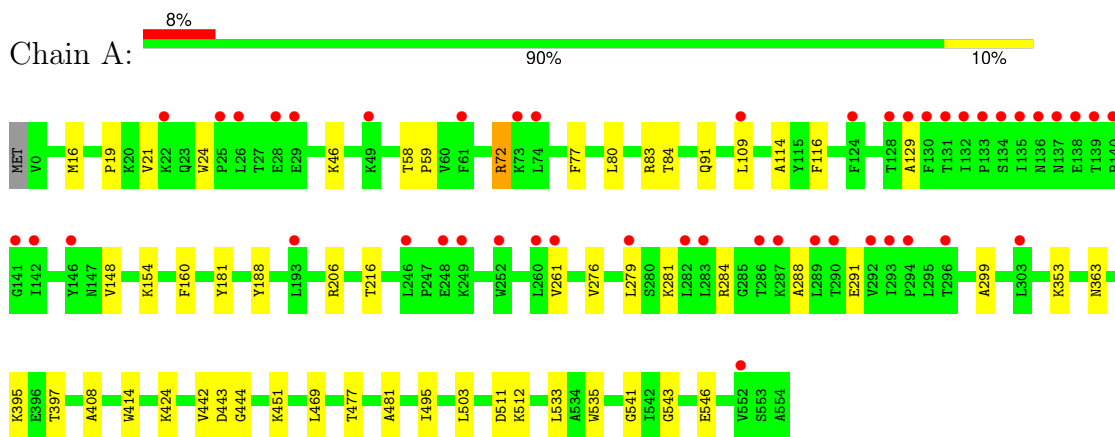 8%
Chain A:
90% 10%
MET V0 M16 P19 K20 V21 K22 Q23 W24 P25 L26 T27 E28 E29 K46 K49 T58 P59 V60 F61 R72 K73 L74 F77 L80 R83 T84 Q91 L109 A114 Y115 F116 F124 T128 A129 F130 T131 I132 P133 S134 I135 N136 N137 E138 T139
G141 I142 Y146 N147 V148 K154 F160 Y181 Y188 L193 R206 T216 L246 P247 E248 K249 W252 L260 V261 V276 L279 S280 K281 L282 L283 R284 G285 T286 K287 A288 L289 T290 E291 V292 I293 P294 L295 T296 A299 L303 K353 N363
K395 E396 T397 A408 W414 K424 V442 D443 G444 K451 L469 T477 A481 I495 L503 D511 K512 L533 A534 W535 G541 I542 G543 E546 V552 S553 A554